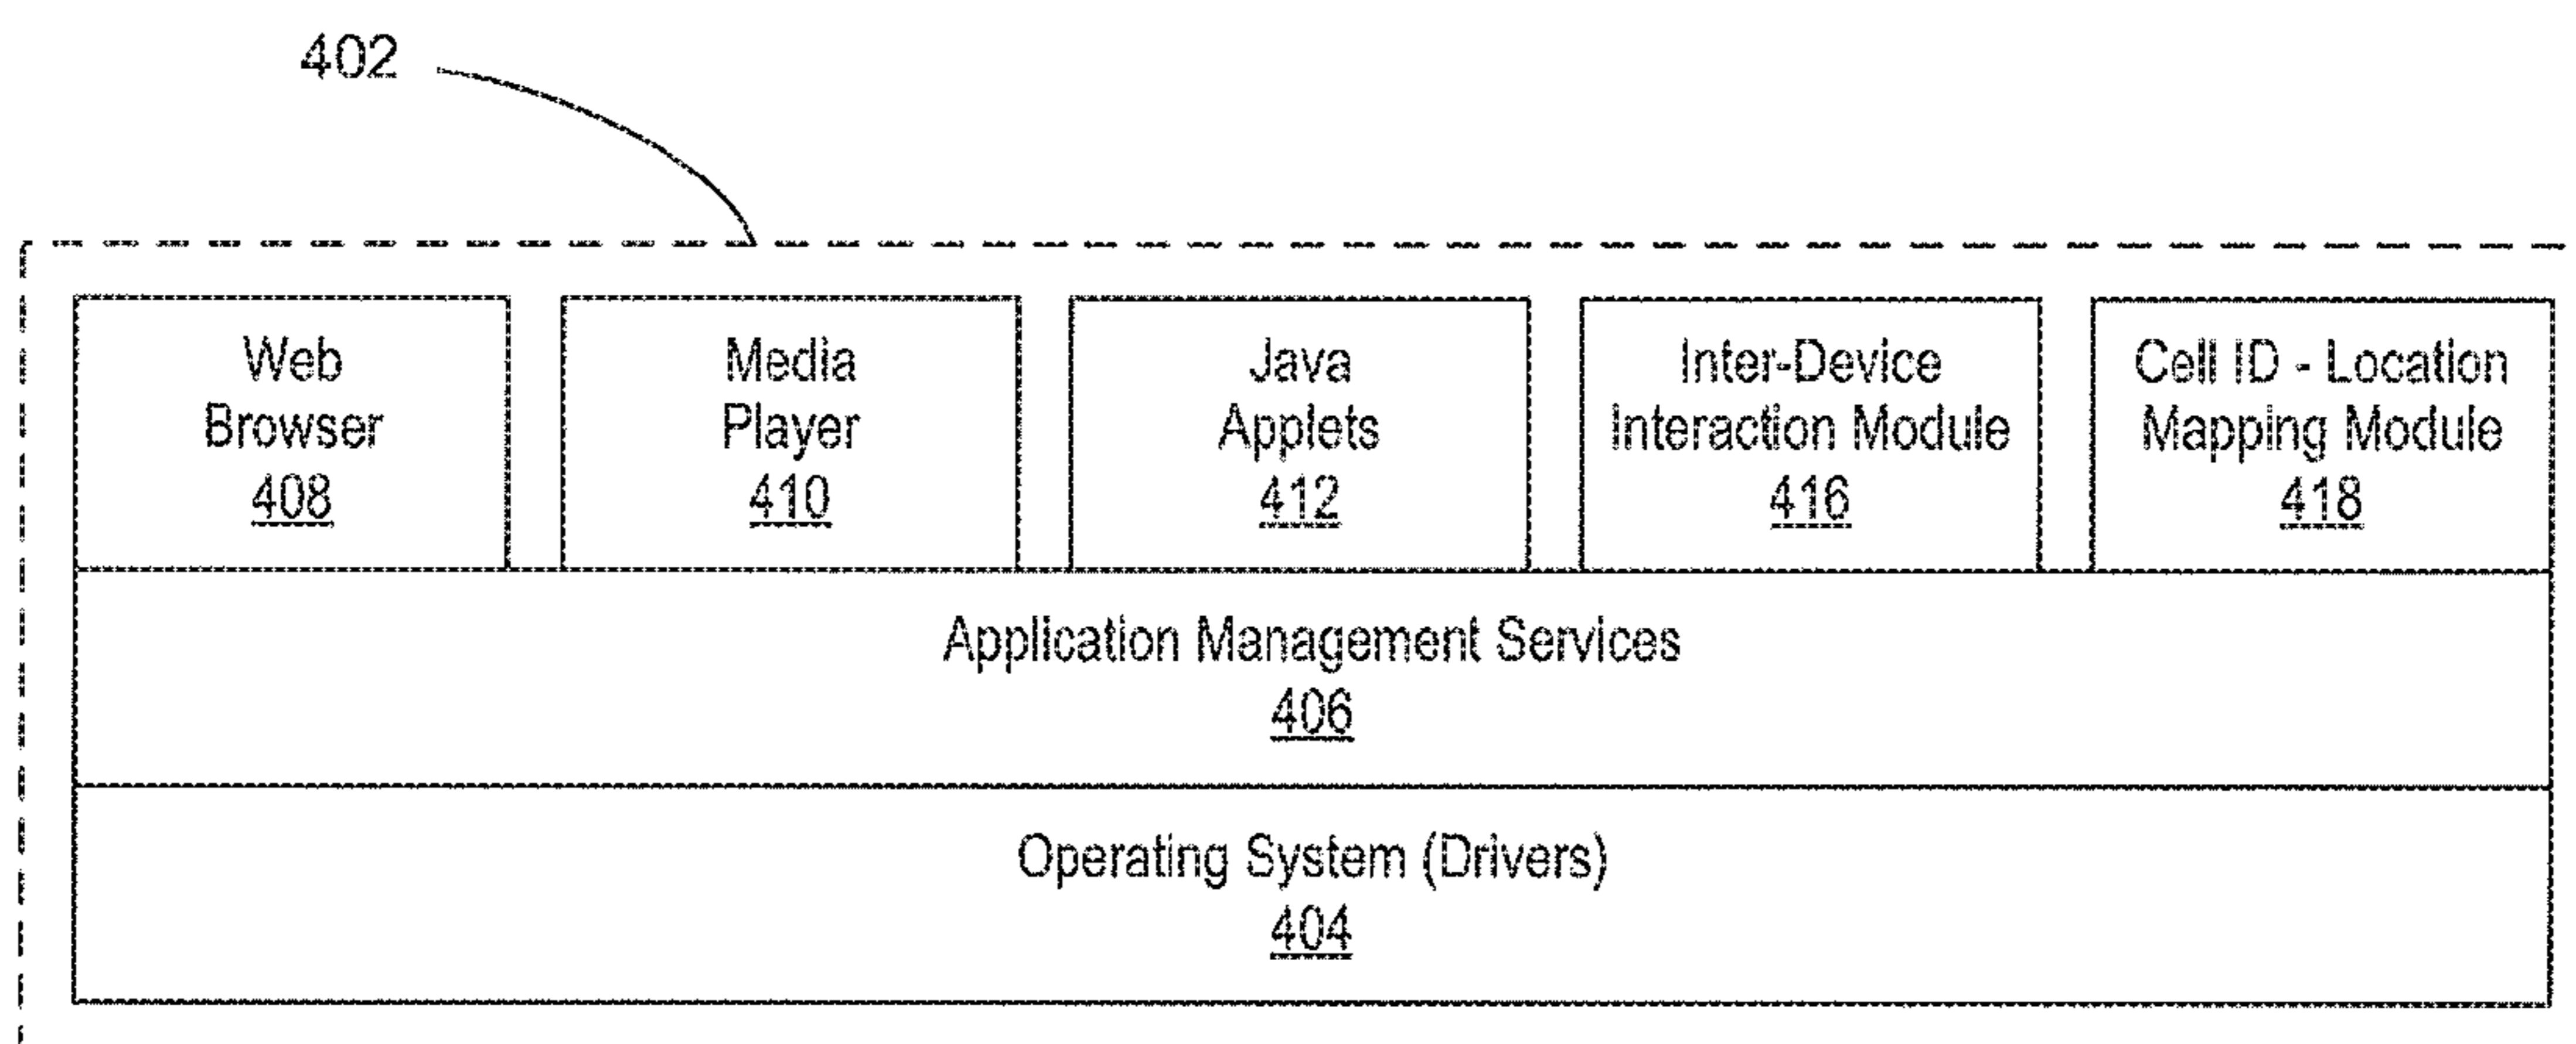 402
Web
Browser
408
Media
Player
410
Java
Applets
412
Inter-Device
Interaction Module
416
Cell ID - Location
Mapping Module
418
Application Management Services
406
Operating System (Drivers)
404